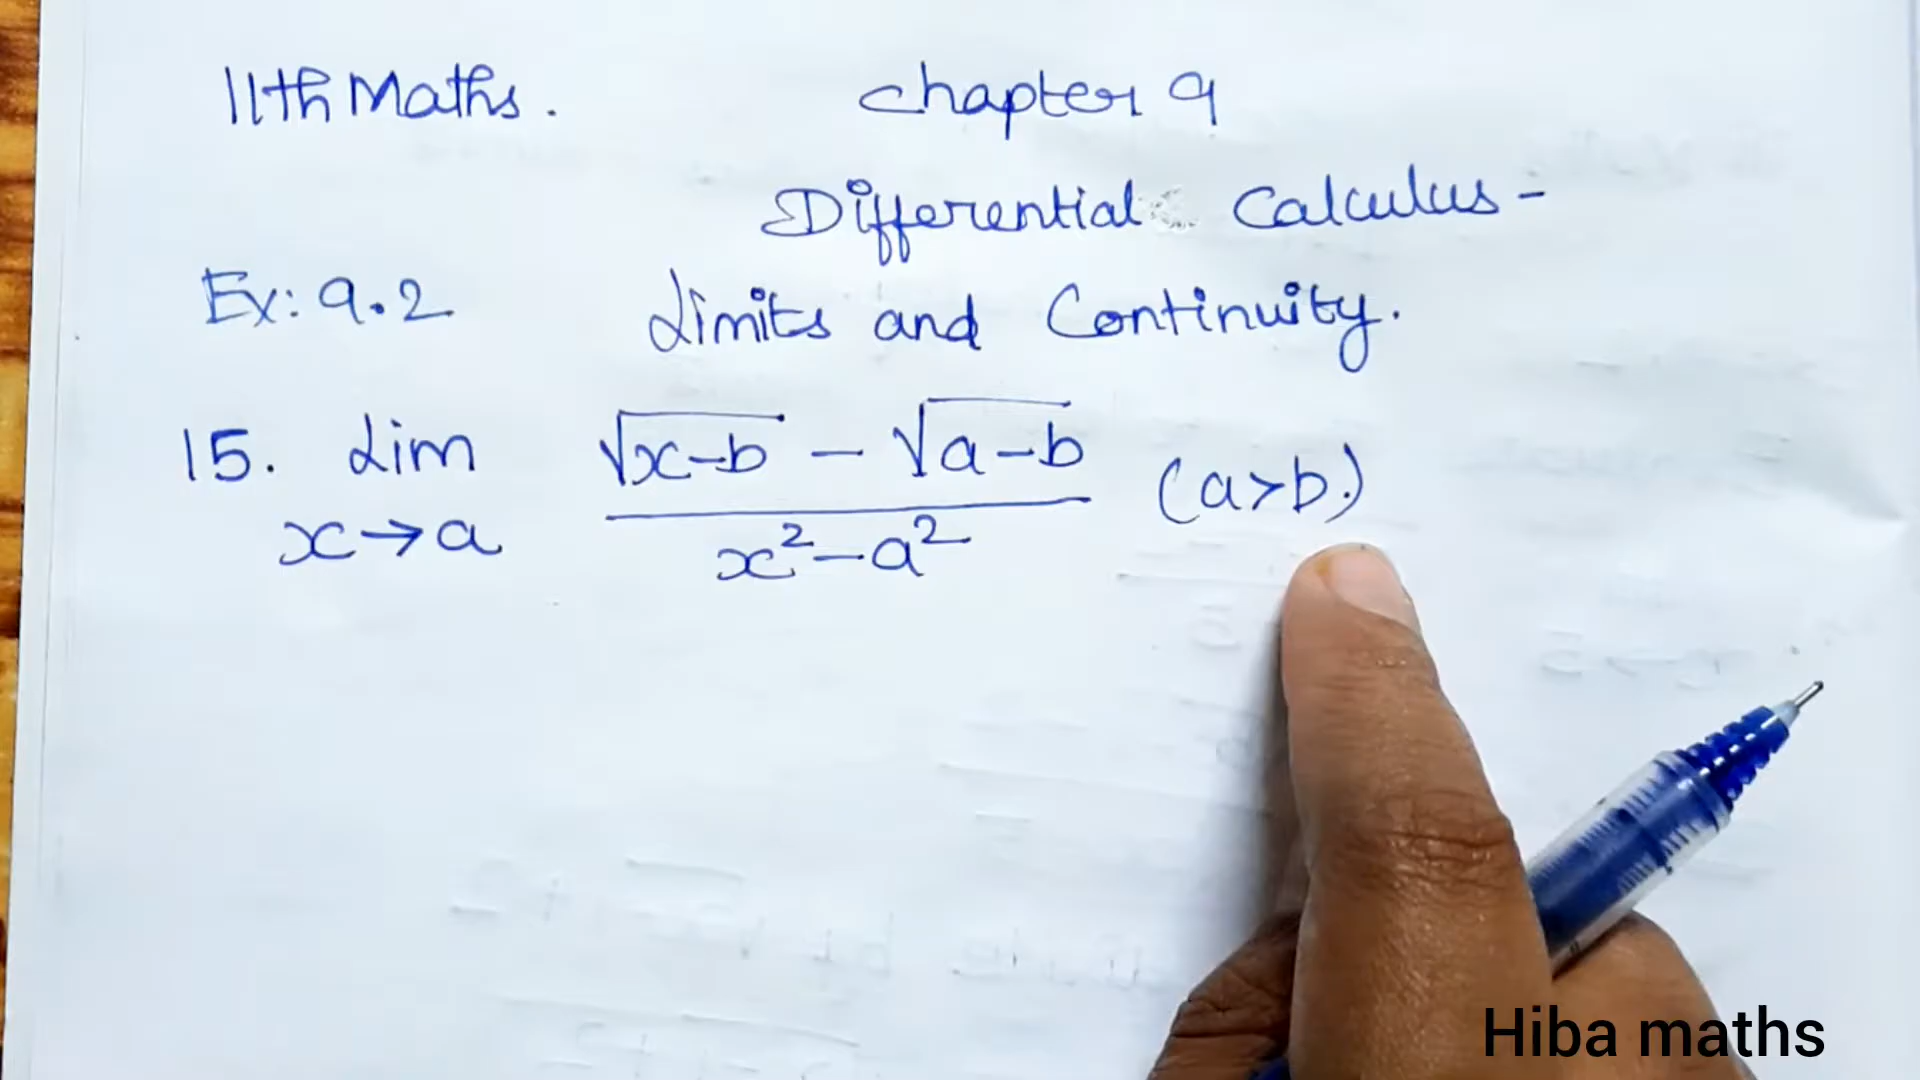 11th Maths. Chapter 9
Differential Calculus -
Ex: 9.2 Limits and Continuity.
15. Lim x→a (√(x-b) - √(a-b)) / (x² - a²) (a>b.)
Hiba maths